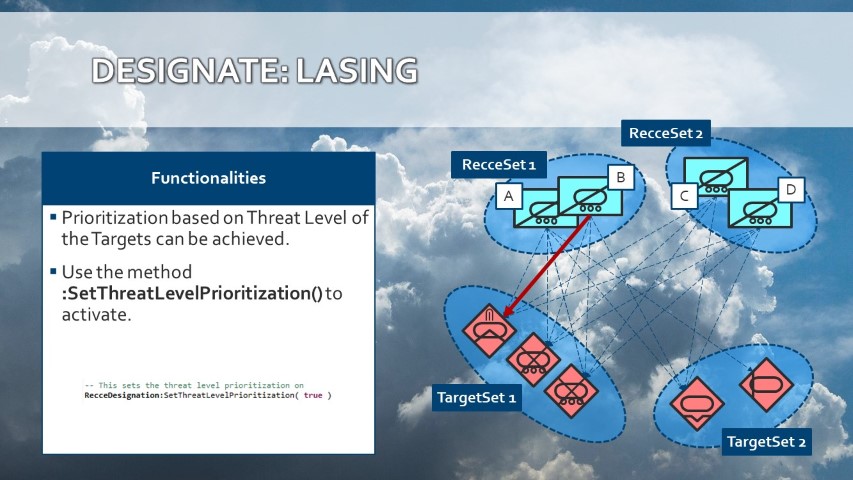 DESIGNATE: LASING
Functionalities
▪ Prioritization based on Threat Level of
the Targets can be achieved.
▪ Use the method
:SetThreatLevelPrioritization() to
activate.
-- This sets the threat level prioritization on
RecceDesignation:SetThreatLevelPrioritization( true )
RecceSet 2
RecceSet 1
A
B
C
D
TargetSet 1
TargetSet 2